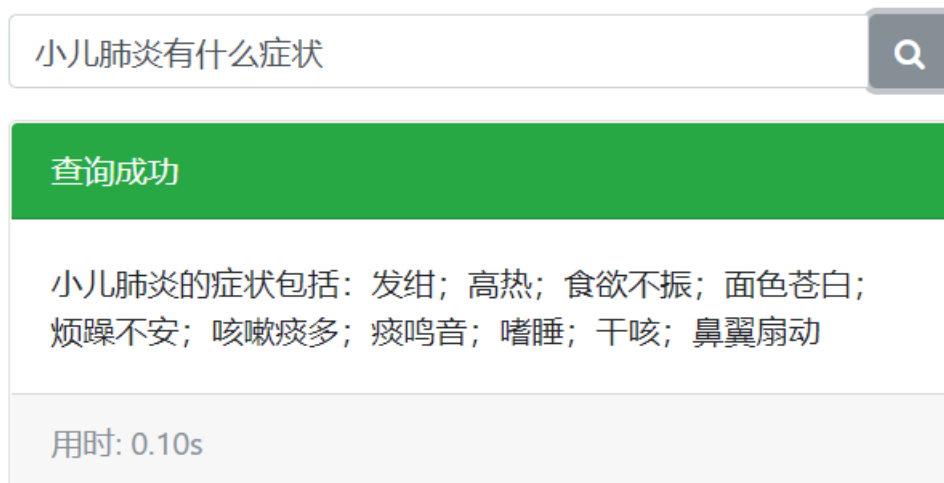 小儿肺炎有什么症状
查询成功
小儿肺炎的症状包括：发绀；高热；食欲不振；面色苍白；
烦躁不安；咳嗽痰多；痰鸣音；嗜睡；干咳；鼻翼扇动
用时: 0.10s